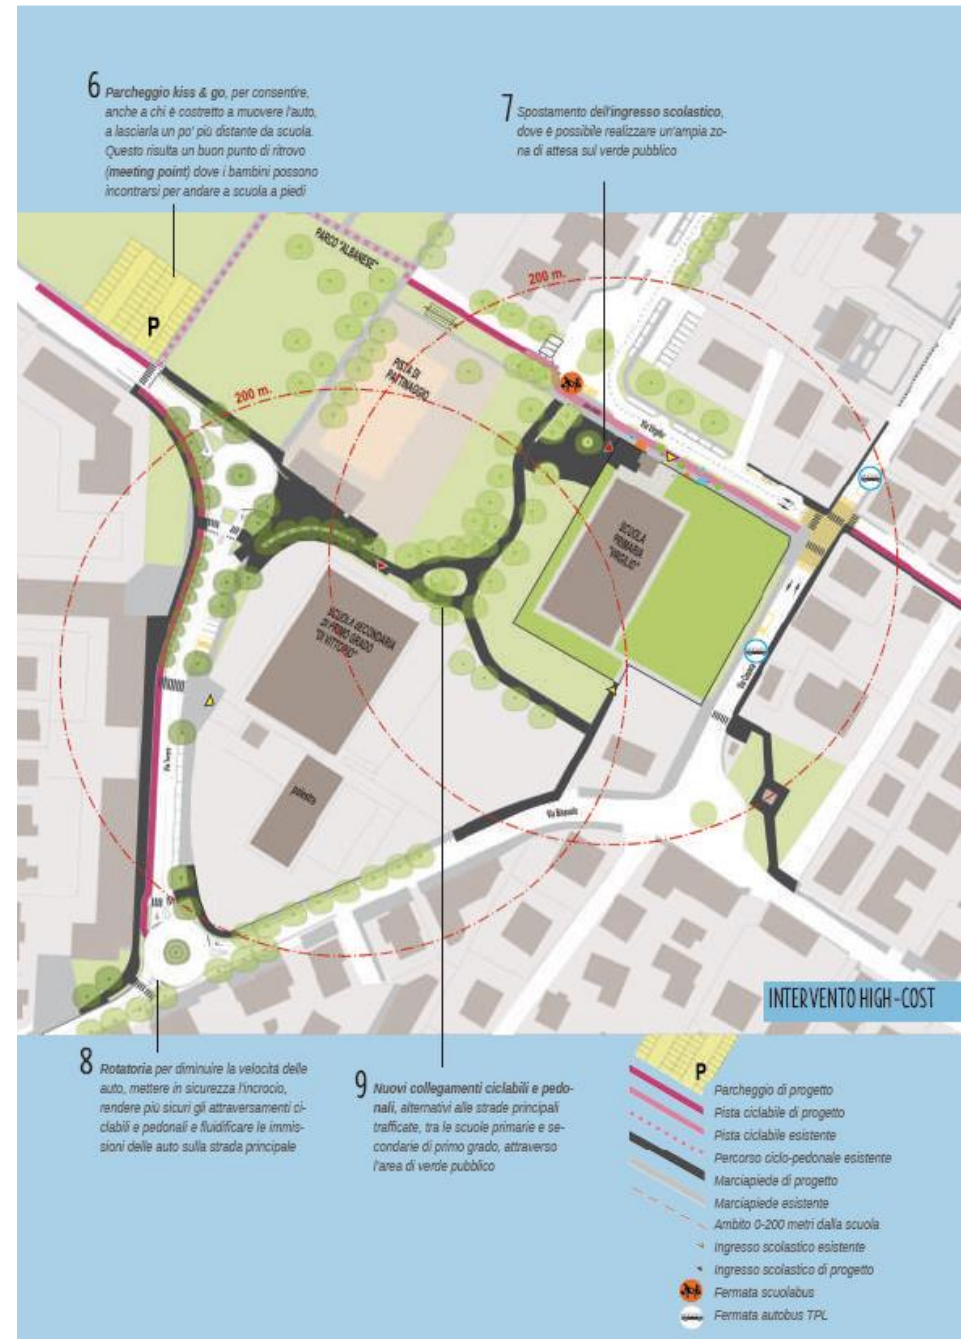 6 Parcheggio kiss & go, per consentire,
anche a chi è costretto a muovere l'auto,
a lasciarla un po' più distante da scuola.
Questo risulta un buon punto di ritrovo
(meeting point) dove i bambini possono
incontrarsi per andare a scuola a piedi
7 Spostamento dell'ingresso scolastico,
dove è possibile realizzare un'ampia zo-
na di attesa sul verde pubblico
PARCO "ALBANESE"
200 m.
P
PISTA DI
PATTINAGGIO
200 m.
Via Virgilio
SCUOLA
PRIMARIA
"VIRGILIO"
SCUOLA SECONDARIA
DI PRIMO GRADO
"DI VITTORIO"
palestra
INTERVENTO HIGH-COST
8 Rotatoria per diminuire la velocità delle
auto, mettere in sicurezza l'incrocio,
rendere più sicuri gli attraversamenti ci-
clabili e pedonali e fluidificare le immis-
sioni delle auto sulla strada principale
9 Nuovi collegamenti ciclabili e pedo-
nali, alternativi alle strade principali
trafficate, tra le scuole primarie e se-
condarie di primo grado, attraverso
l'area di verde pubblico
P
Parcheggio di progetto
Pista ciclabile di progetto
Pista ciclabile esistente
Percorso ciclo-pedonale esistente
Marciapiede di progetto
Marciapiede esistente
Ambito 0-200 metri dalla scuola
Ingresso scolastico esistente
Ingresso scolastico di progetto
Fermata scuolabus
Fermata autobus TPL